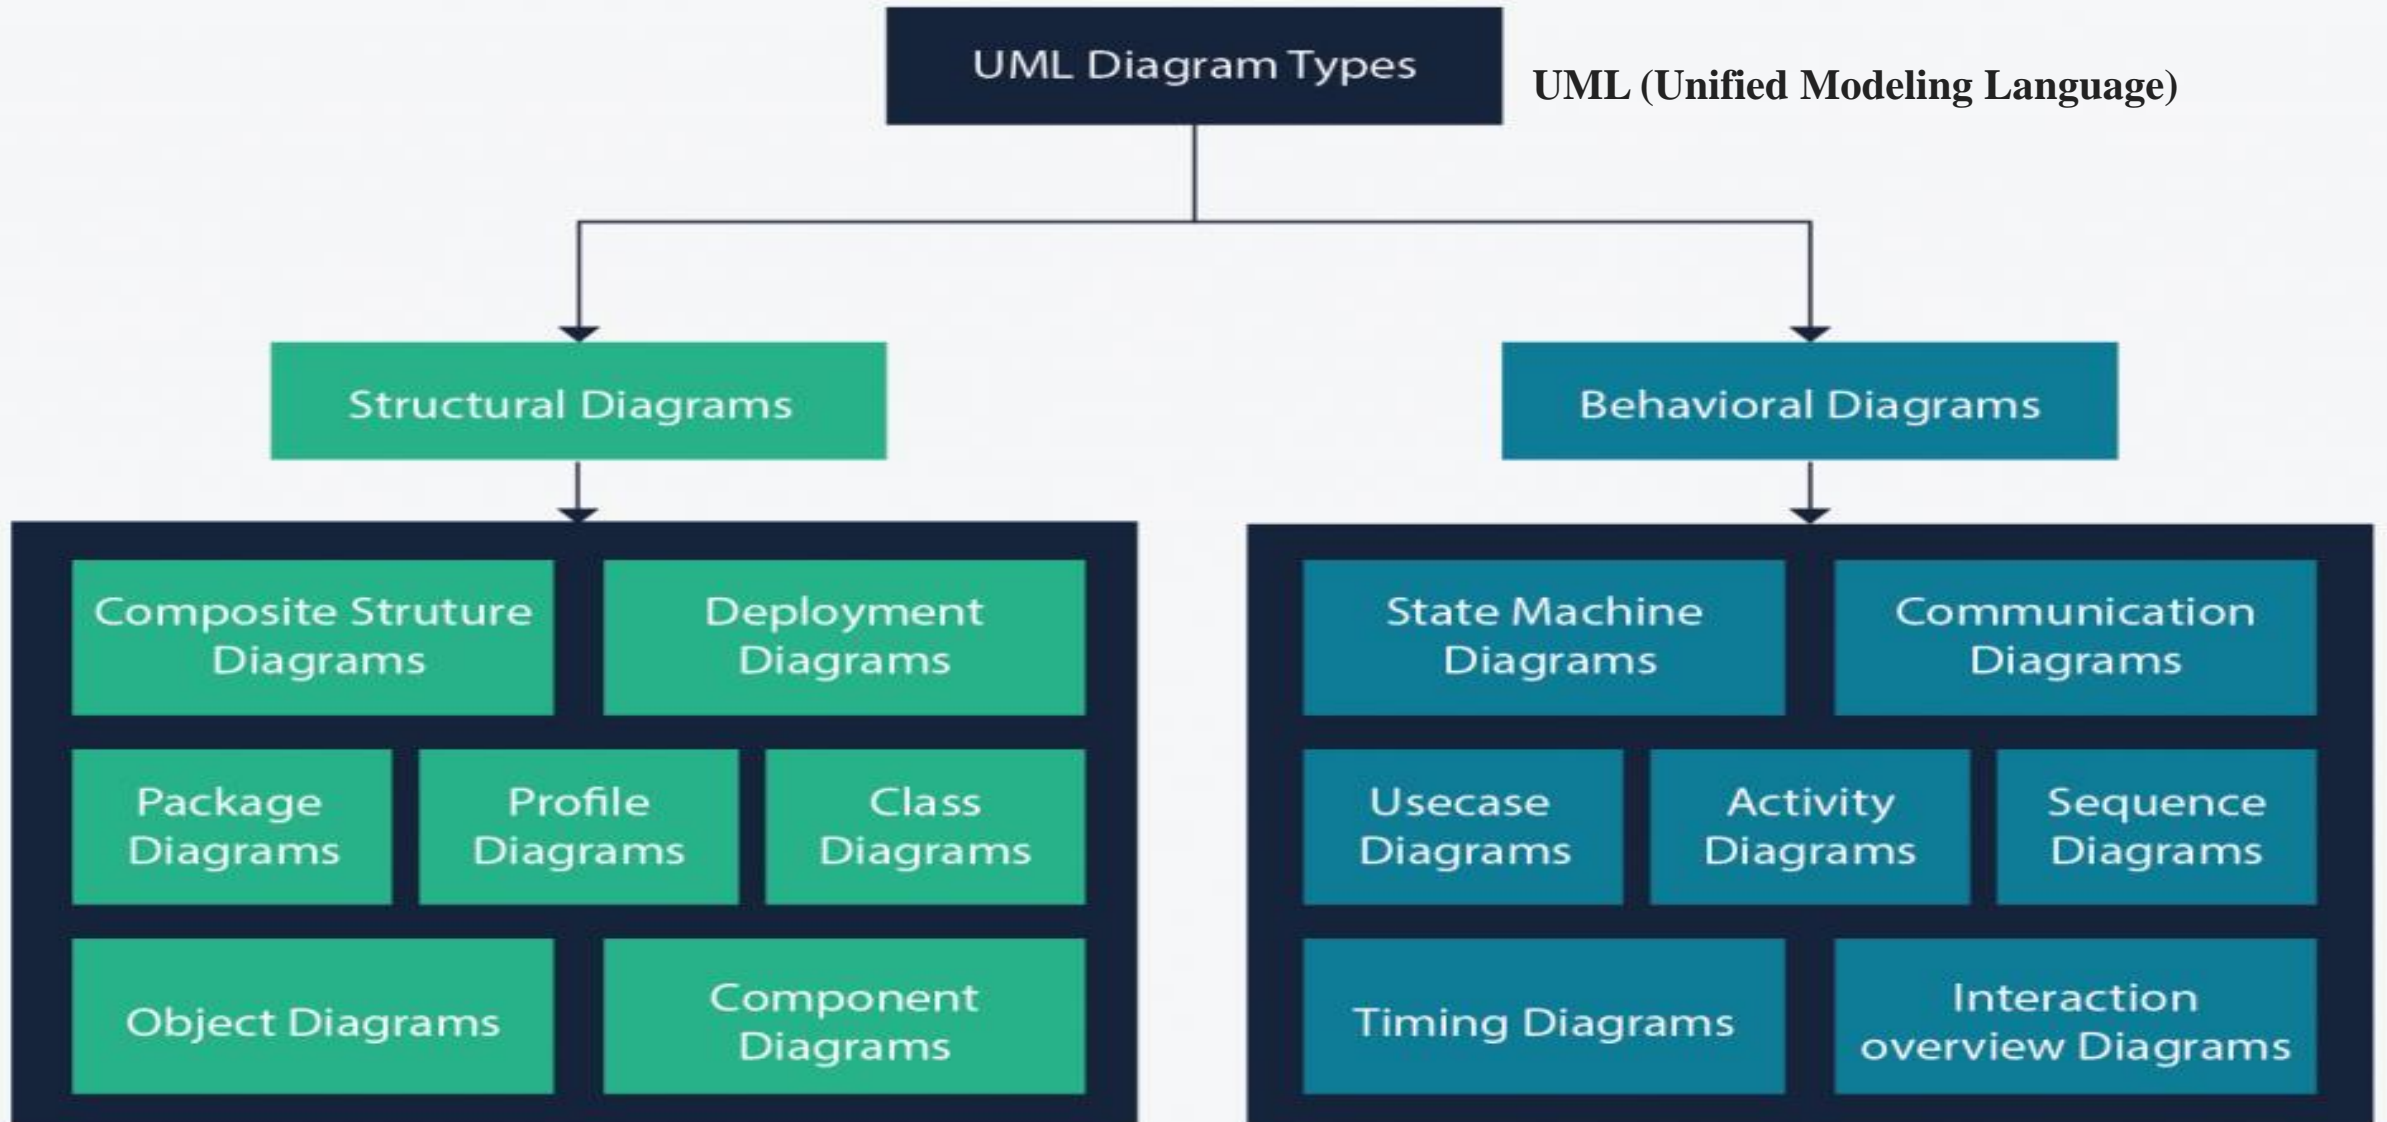 UML Diagram Types
UML (Unified Modeling Language)
Structural Diagrams
Behavioral Diagrams
Composite Struture
Diagrams
Deployment
Diagrams
Package
Diagrams
Profile
Diagrams
Class
Diagrams
Object Diagrams
Component
Diagrams
State Machine
Diagrams
Communication
Diagrams
Usecase
Diagrams
Activity
Diagrams
Sequence
Diagrams
Timing Diagrams
Interaction
overview Diagrams